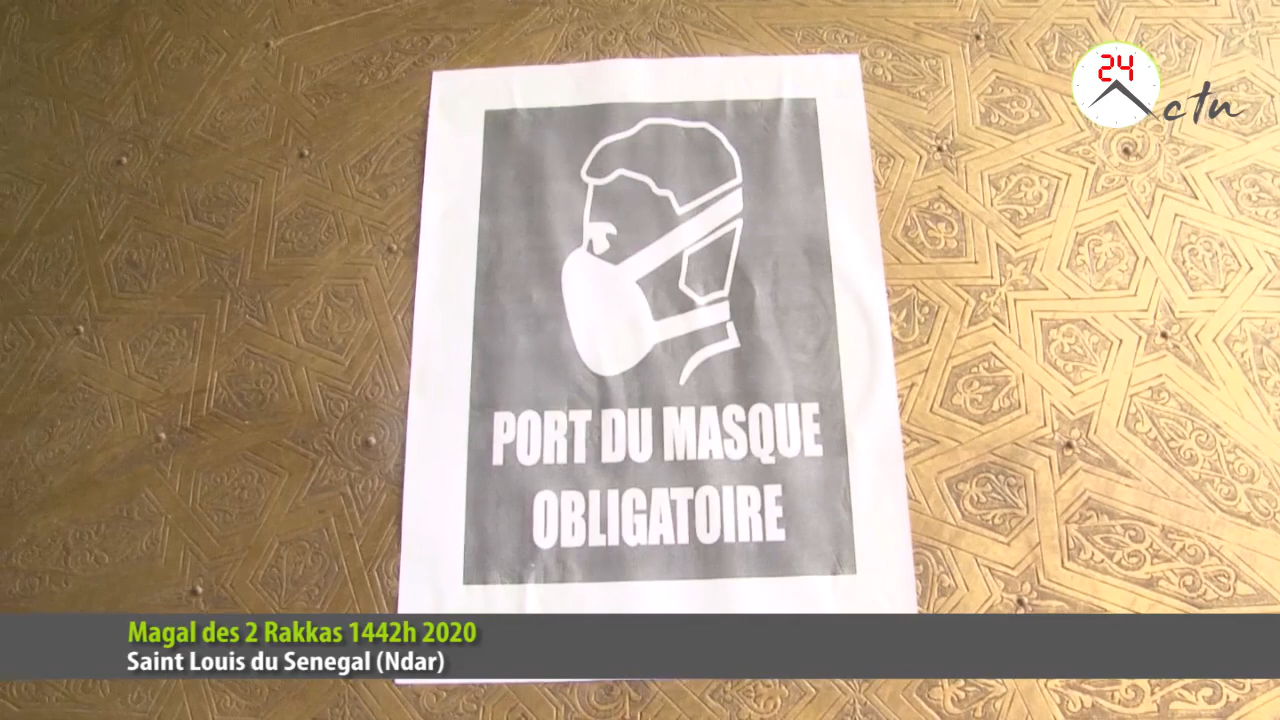 24
ctn
PORT DU MASQUE
OBLIGATOIRE
Magal des 2 Rakkas 1442h 2020
Saint Louis du Senegal (Ndar)